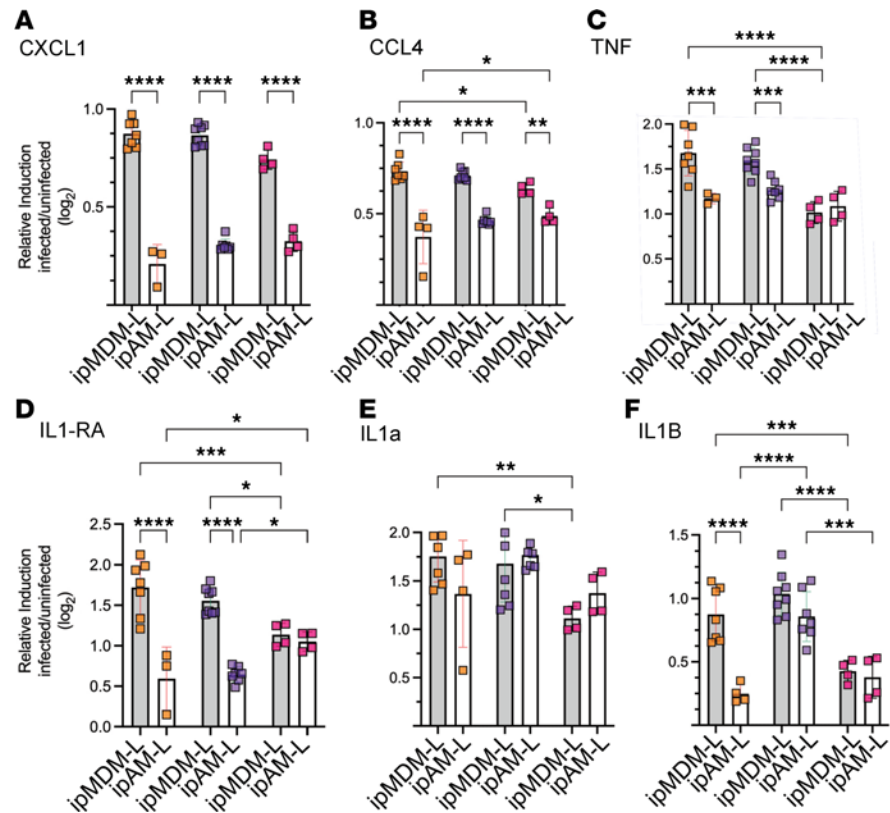 A
CXCL1
**** **** ****
1.0
0.5
Relative Induction
infected/uninfected
(log2)
ipMDM-L ipAM-L ipMDM-L ipAM-L ipMDM-L ipAM-L
B
CCL4
*
*
**** **** **
1.0
0.5
0
ipMDM-L ipAM-L ipMDM-L ipAM-L ipMDM-L ipAM-L
C
TNF
****
****
*** ***
2.0
1.5
1.0
0.5
ipMDM-L ipAM-L ipMDM-L ipAM-L ipMDM-L ipAM-L
D
IL1-RA
*
***
*
**** **** *
2.5
2.0
1.5
1.0
0.5
0.0
Relative Induction
infected/uninfected
(log2)
ipMDM-L ipAM-L ipMDM-L ipAM-L ipMDM-L ipAM-L
E
IL1a
**
*
2.0
1.5
1.0
0.5
ipMDM-L ipAM-L ipMDM-L ipAM-L ipMDM-L ipAM-L
F
IL1B
***
****
****
**** ***
1.5
1.0
0.5
ipMDM-L ipAM-L ipMDM-L ipAM-L ipMDM-L ipAM-L